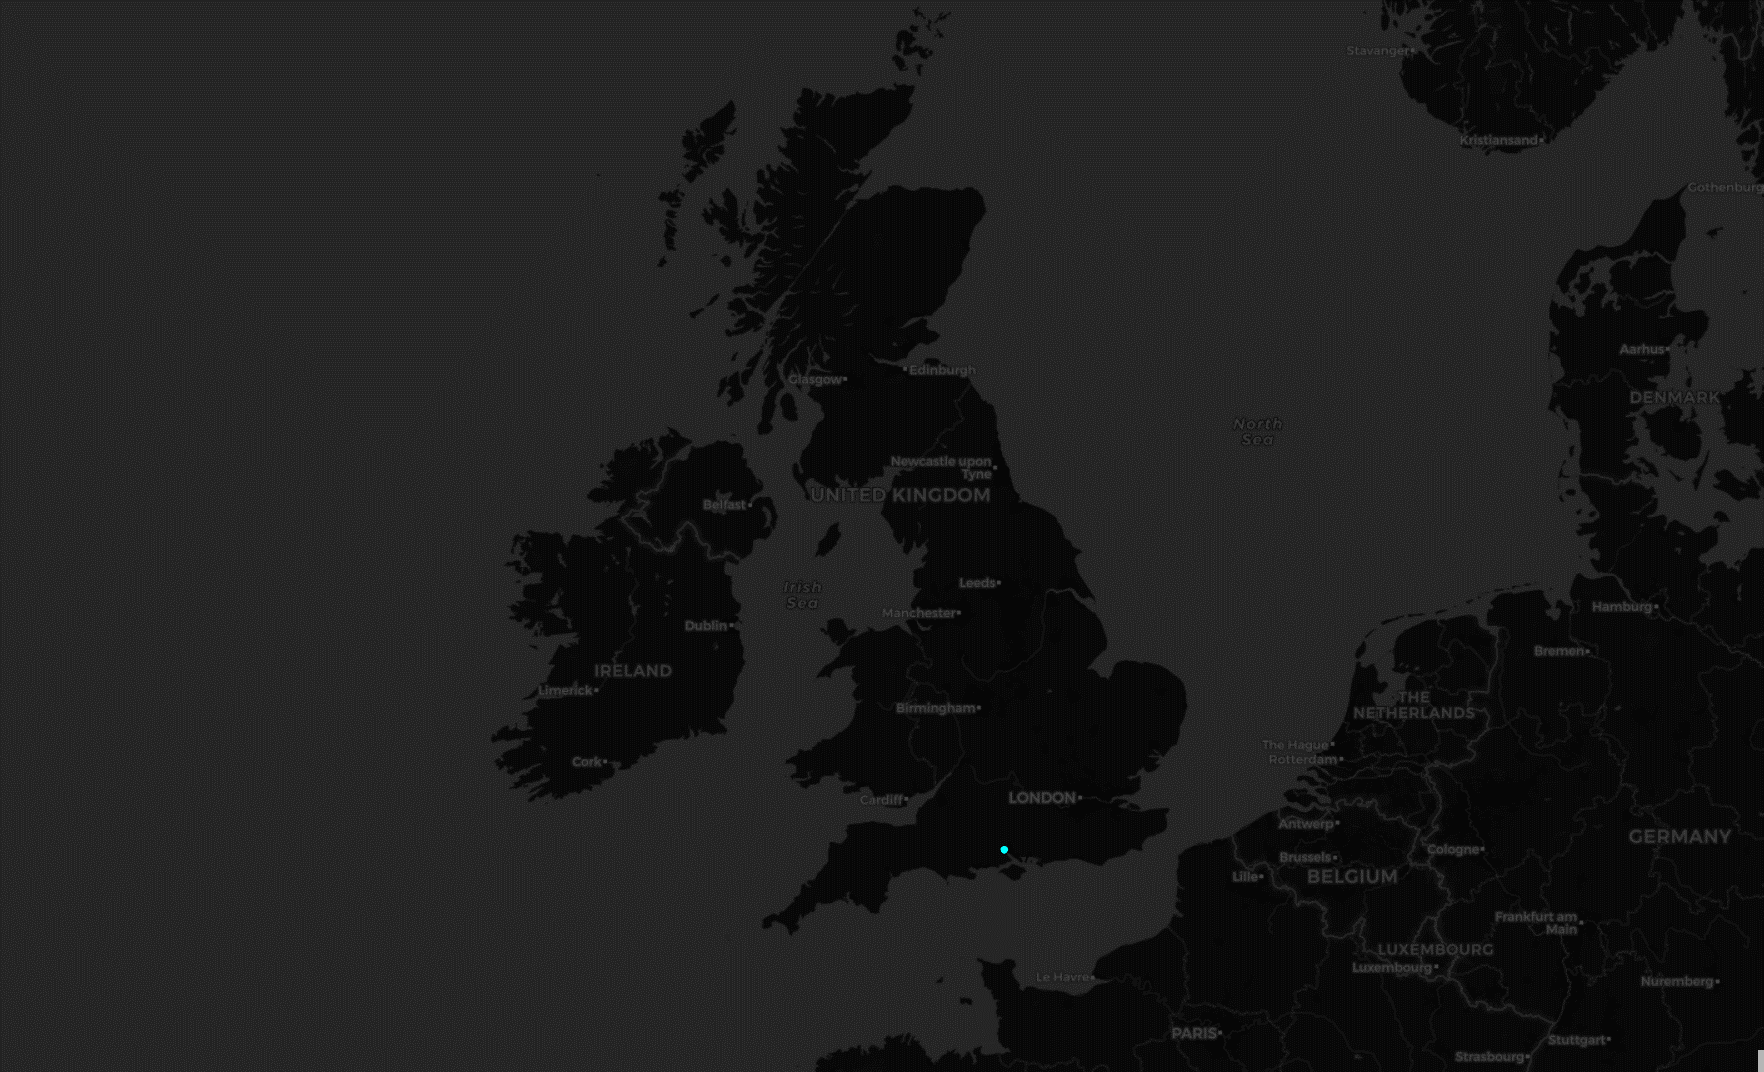 Stavanger
Kristiansand
Gothenburg
Aarhus
Glasgow
Edinburgh
DENMARK
North
Sea
Newcastle upon
Tyne
UNITED KINGDOM
Belfast
Irish
Sea
Leeds
Hamburg
Manchester
Dublin
Bremen
IRELAND
Limerick
THE
NETHERLANDS
Birmingham
The Hague
Rotterdam
Cork
LONDON
Cardiff
Antwerp
GERMANY
Cologne
Brussels
Lille
BELGIUM
Frankfurt am
Main
LUXEMBOURG
Luxembourg
Le Havre
Nuremberg
PARIS
Stuttgart
Strasbourg